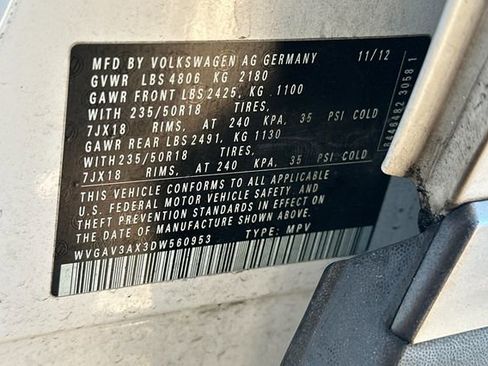 MFD BY VOLKSWAGEN AG GERMANY 11/12
GVWR LBS 4806, KG 2180
GAWR FRONT LBS 2425, KG 1100
WITH 235/50R18 TIRES,
7JX18 RIMS, AT 240 KPA, 35 PSI COLD
GAWR REAR LBS 2491, KG 1130
WITH 235/50R18 TIRES,
7JX18 RIMS, AT 240 KPA, 35 PSI COLD
THIS VEHICLE CONFORMS TO ALL APPLICABLE
U.S. FEDERAL MOTOR VEHICLE SAFETY, AND
THEFT PREVENTION STANDARDS IN EFFECT ON
THE DATE OF MANUFACTURE SHOWN ABOVE
WVGAV3AX3DW560953 TYPE: MPV